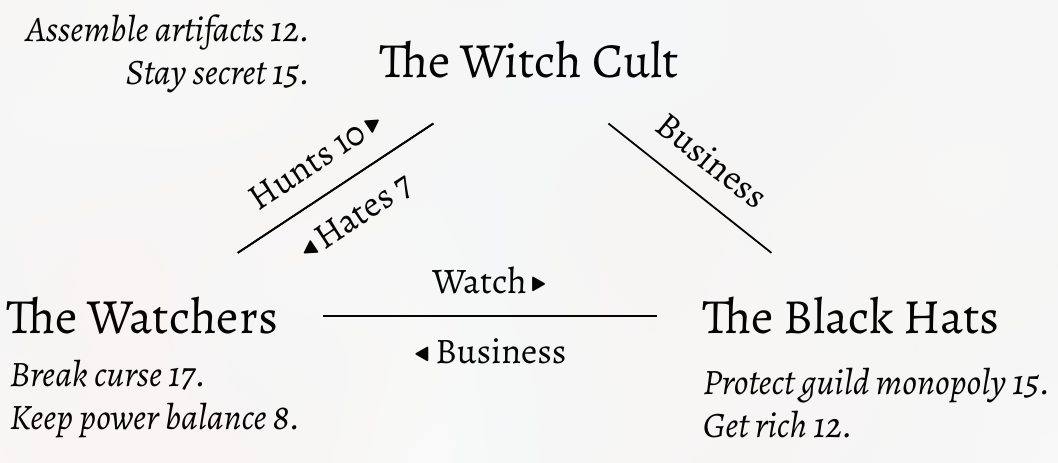 Assemble artifacts 12.
Stay secret 15.
The Witch Cult
Hunts 10▶
◀Hates 7
Business
Watch▶
◀Business
The Watchers
Break curse 17.
Keep power balance 8.
The Black Hats
Protect guild monopoly 15.
Get rich 12.